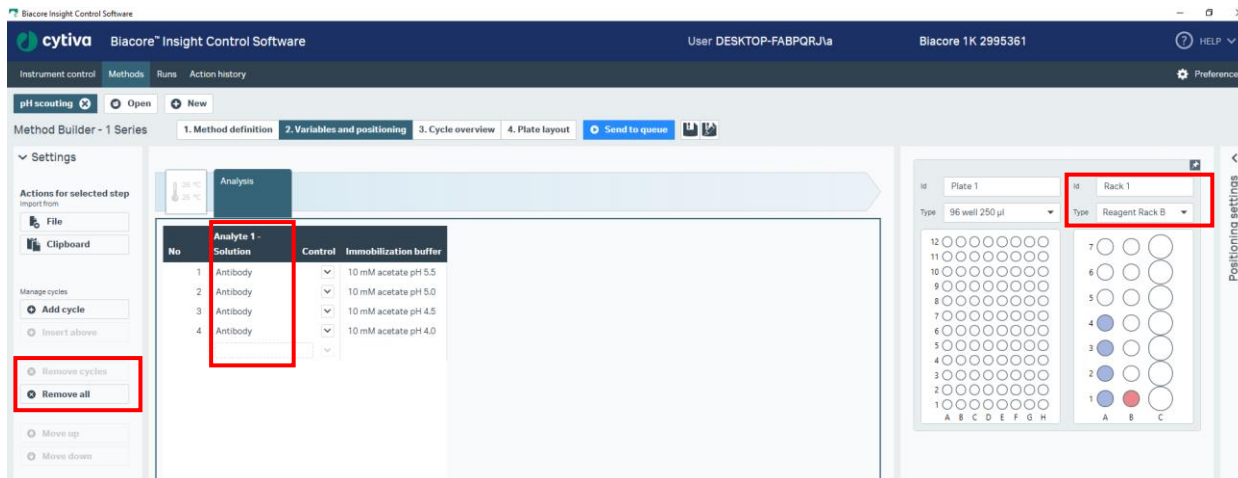 Biacore Insight Control Software
cytiva Biacore™ Insight Control Software User DESKTOP-FABPQRJ\a Biacore 1K 2995361 ? HELP
Instrument control Methods Runs Action history Preference
pH scouting Open New
Method Builder - 1 Series 1. Method definition 2. Variables and positioning 3. Cycle overview 4. Plate layout Send to queue
Settings
Actions for selected step
Import from
File
Clipboard
Manage cycles
Add cycle
Insert above
Remove cycles
Remove all
Move up
Move down
25 °C
25 °C
Analysis
No Analyte 1 - Solution Control Immobilization buffer
1 Antibody 10 mM acetate pH 5.5
2 Antibody 10 mM acetate pH 5.0
3 Antibody 10 mM acetate pH 4.5
4 Antibody 10 mM acetate pH 4.0
Id Plate 1
Type 96 well 250 µl
12
11
10
9
8
7
6
5
4
3
2
1
A B C D E F G H
Id Rack 1
Type Reagent Rack B
7
6
5
4
3
2
1
A B C
Positioning settings